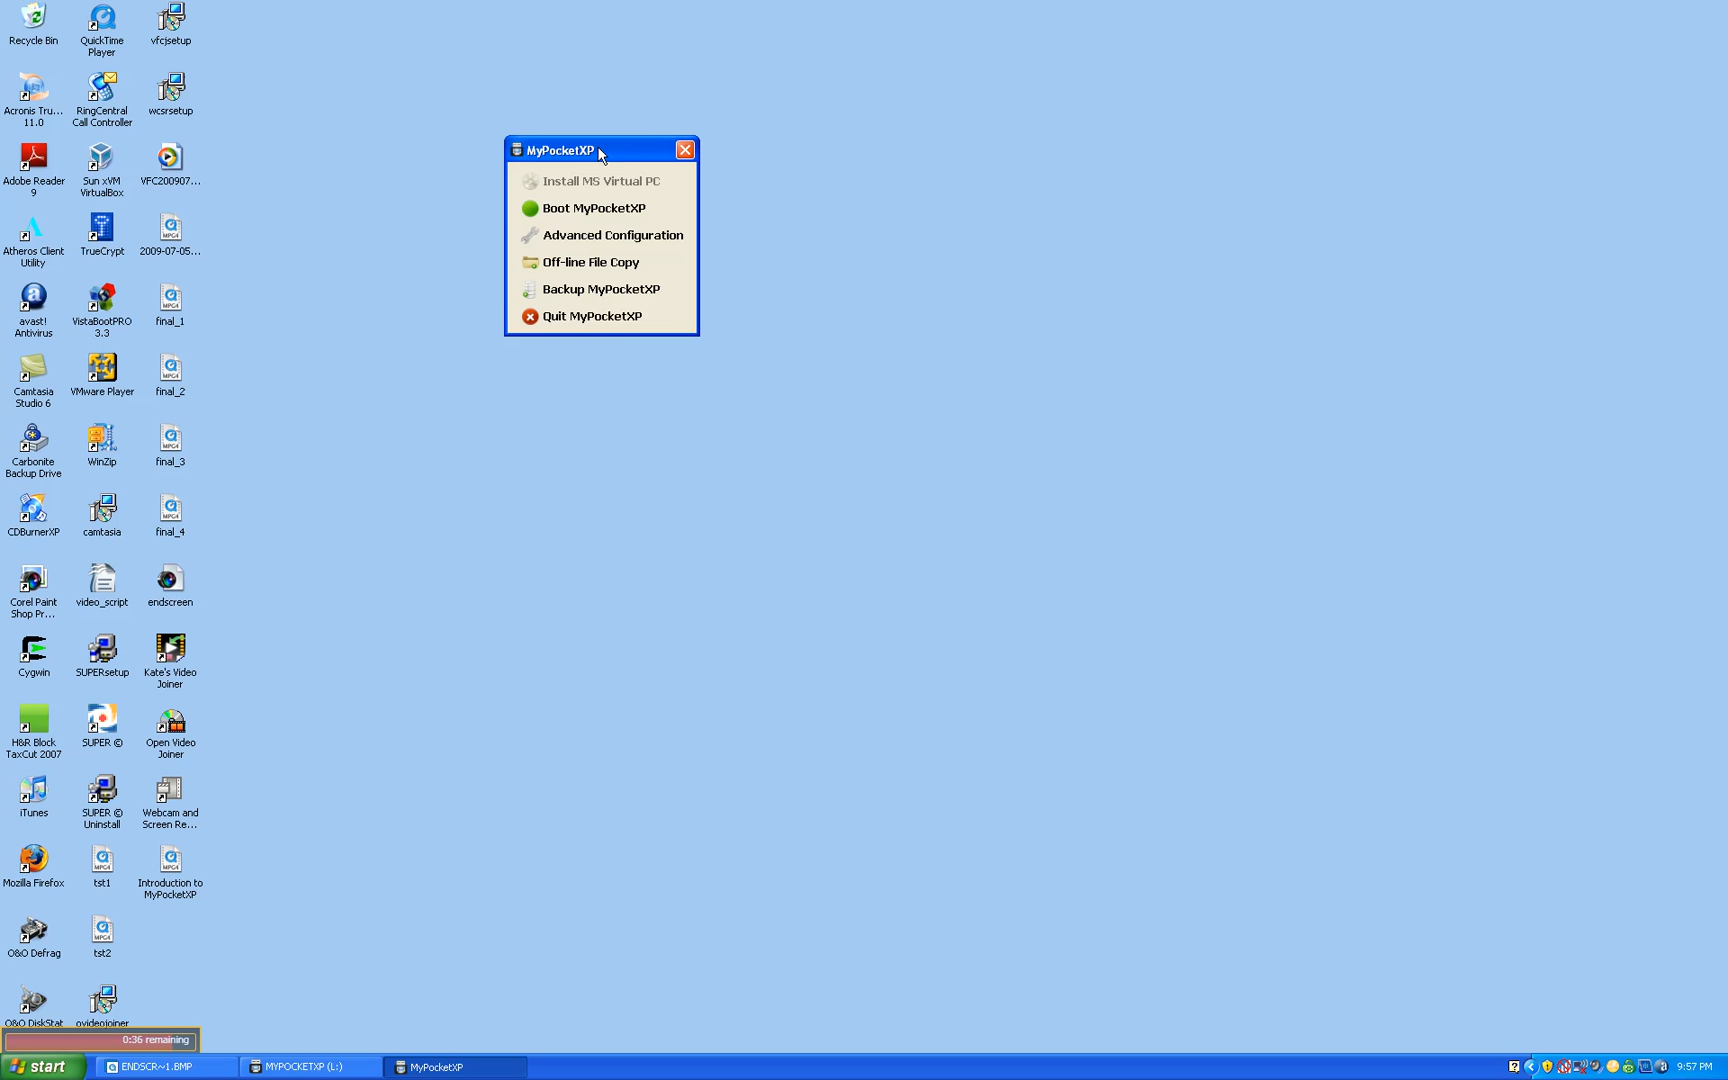 Recycle Bin
QuickTime
Player
vfcjsetup
Acronis Tru...
11.0
RingCentral
Call Controller
wcsrsetup
Adobe Reader
9
Sun xVM
VirtualBox
VFC200907...
Atheros Client
Utility
TrueCrypt
2009-07-05...
avast!
Antivirus
VistaBootPRO
3.3
final_1
Camtasia
Studio 6
VMware Player
final_2
Carbonite
Backup Drive
WinZip
final_3
CDBurnerXP
camtasia
final_4
Corel Paint
Shop Pr...
video_script
endscreen
Cygwin
SUPERsetup
Kate's Video
Joiner
H&R Block
TaxCut 2007
SUPER ©
Open Video
Joiner
iTunes
SUPER ©
Uninstall
Webcam and
Screen Re...
Mozilla Firefox
tst1
Introduction to
MyPocketXP
O&O Defrag
tst2
O&O DiskStat
ovideojoiner
MyPocketXP
Install MS Virtual PC
Boot MyPocketXP
Advanced Configuration
Off-line File Copy
Backup MyPocketXP
Quit MyPocketXP
0:36 remaining
start
ENDSCR~1.BMP
MYPOCKETXP (L:)
MyPocketXP
9:57 PM